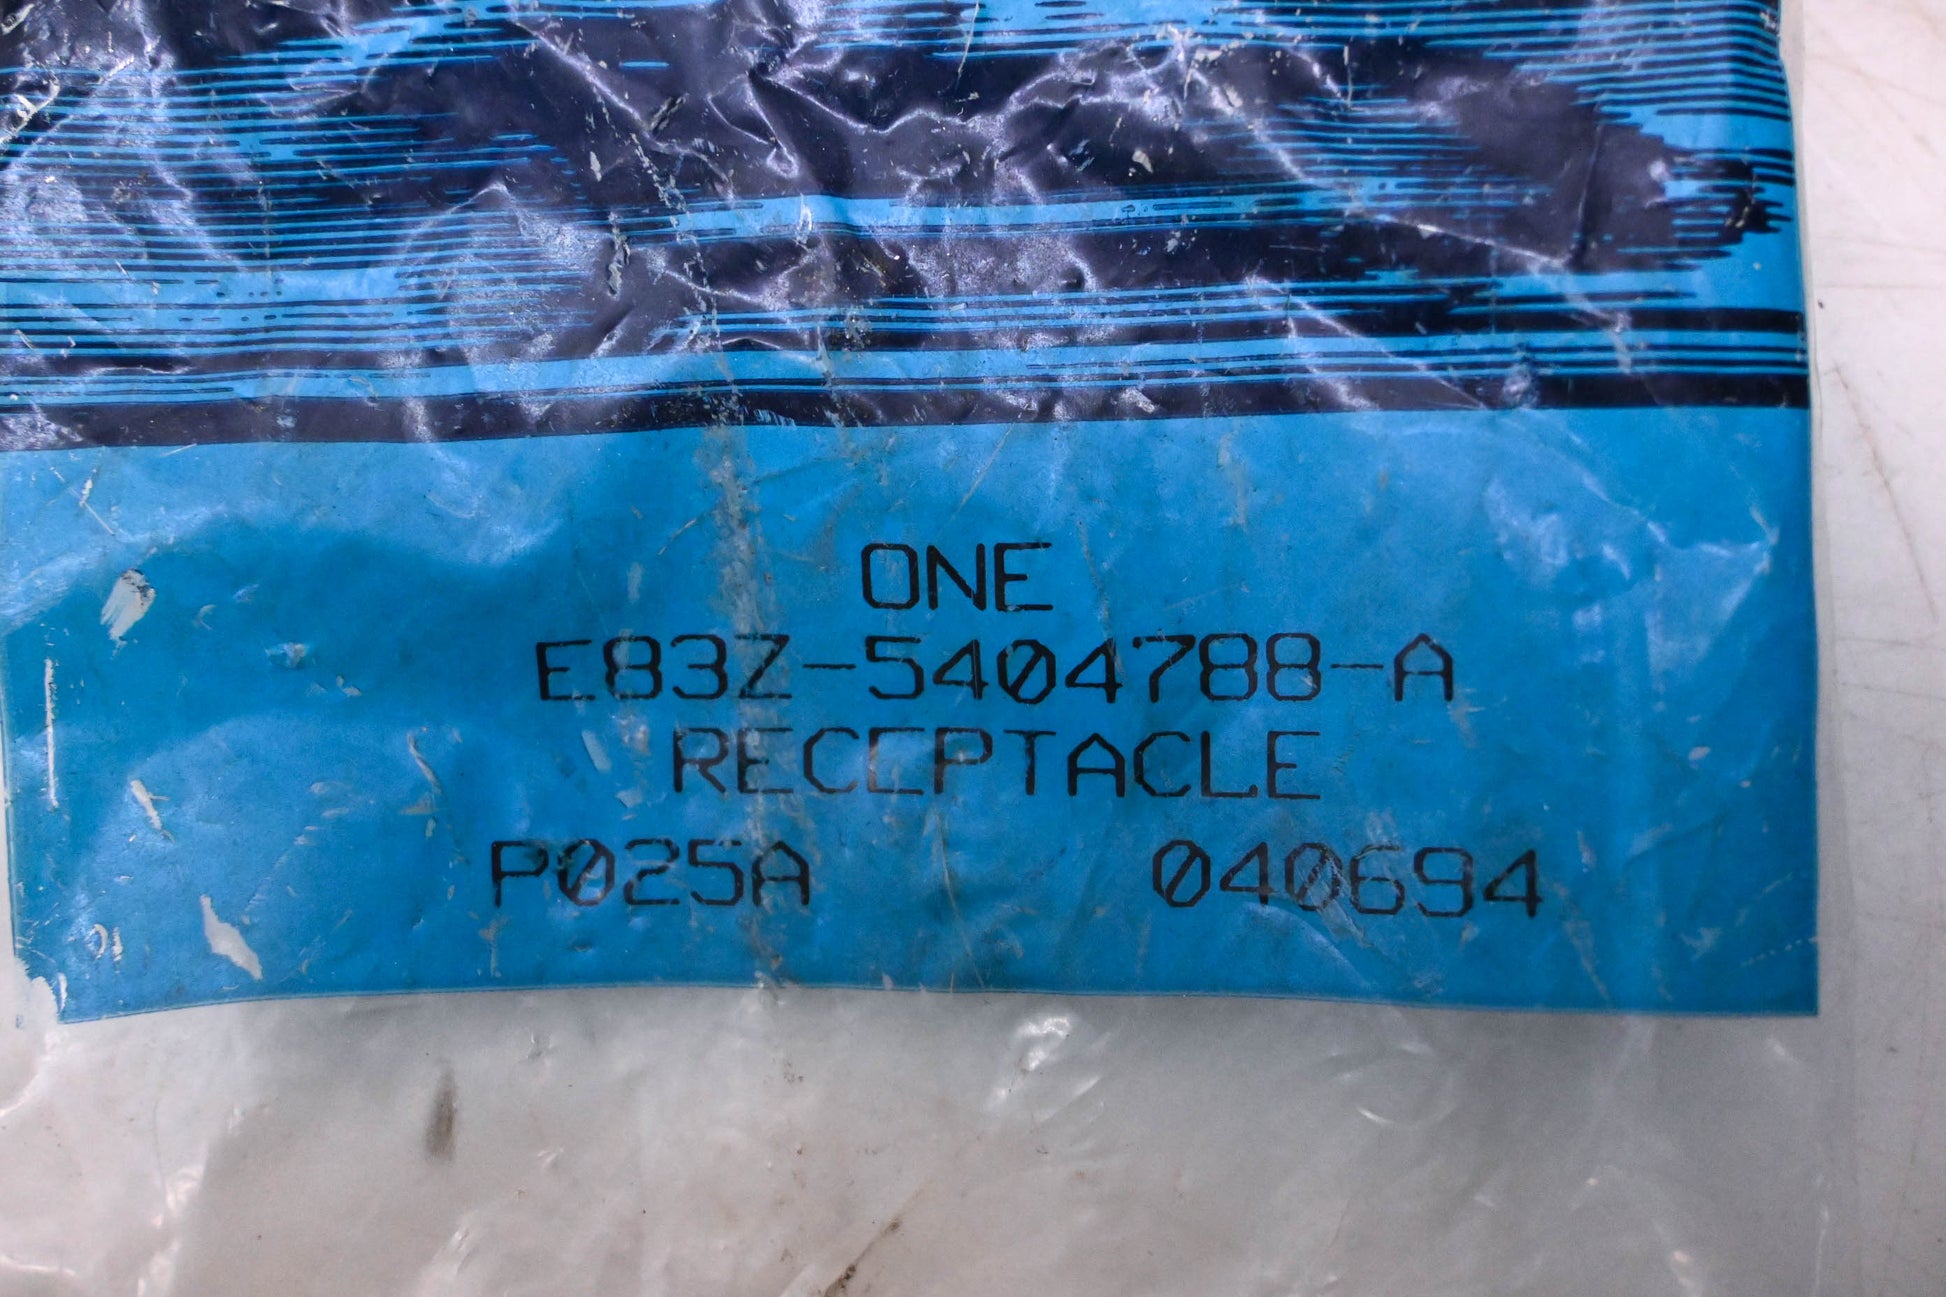 ONE
E83Z-5404788-A
RECEPTACLE
P025A 040694